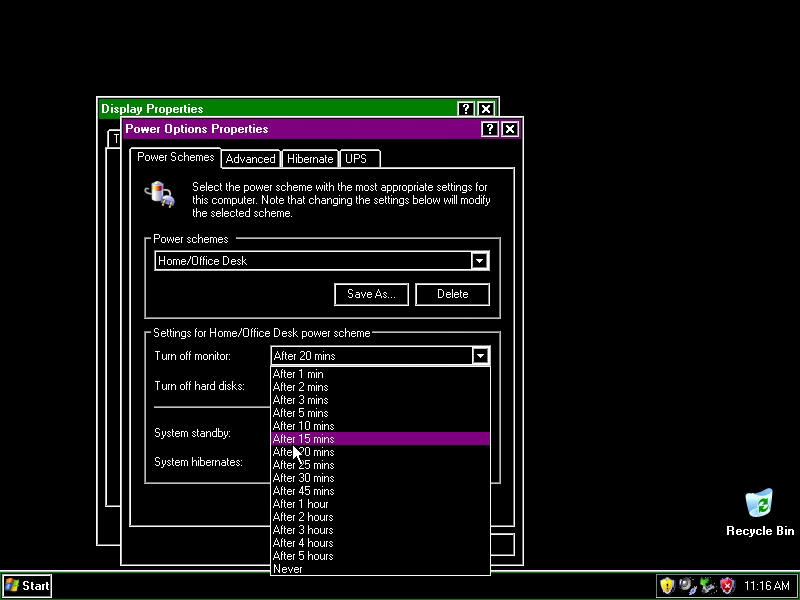 Display Properties
Power Options Properties
T
Power Schemes
Advanced
Hibernate
UPS
Select the power scheme with the most appropriate settings for
this computer. Note that changing the settings below will modify
the selected scheme.
Power schemes
Home/Office Desk
Save As...
Delete
Settings for Home/Office Desk power scheme
Turn off monitor:
After 20 mins
Turn off hard disks:
System standby:
System hibernates:
After 1 min
After 2 mins
After 3 mins
After 5 mins
After 10 mins
After 15 mins
After 20 mins
After 25 mins
After 30 mins
After 45 mins
After 1 hour
After 2 hours
After 3 hours
After 4 hours
After 5 hours
Never
Recycle Bin
Start
11:16 AM